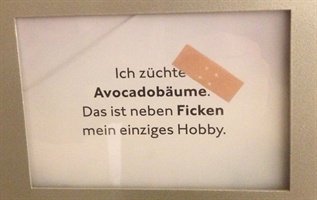 Ich züchte
Avocadobäume.
Das ist neben Ficken
mein einziges Hobby.